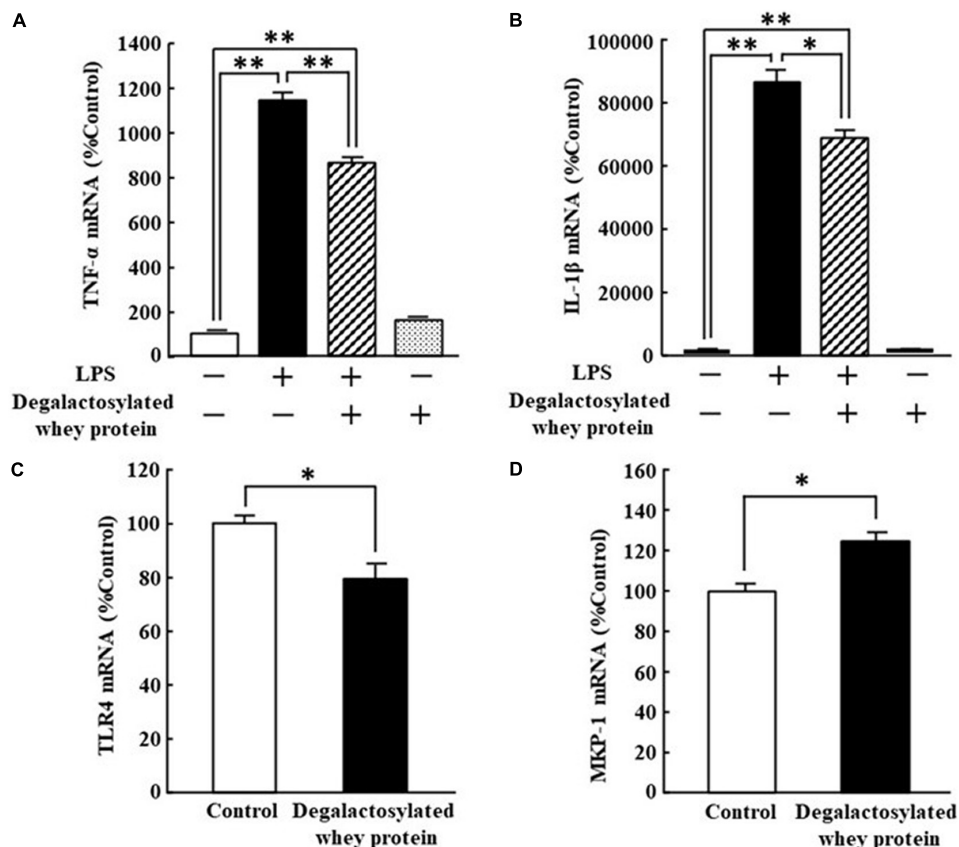 A
TNF-α mRNA (%Control)
1400
1200
1000
800
600
400
200
0
**
** **
LPS − + + −
Degalactosylated
whey protein − − + +
B
IL-1β mRNA (%Control)
100000
80000
60000
40000
20000
0
**
** *
LPS − + + −
Degalactosylated
whey protein − − + +
C
TLR4 mRNA (%Control)
120
100
80
60
40
20
0
*
Control Degalactosylated
whey protein
D
MKP-1 mRNA (%Control)
160
140
120
100
80
60
40
20
0
*
Control Degalactosylated
whey protein